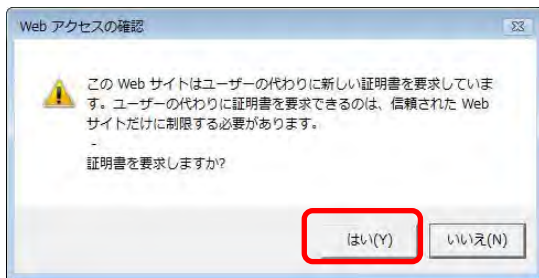 Web アクセスの確認
この Web サイトはユーザーの代わりに新しい証明書を要求していま
す。ユーザーの代わりに証明書を要求できるのは、信頼された Web
サイトだけに制限する必要があります。
-
証明書を要求しますか?
はい(Y)
いいえ(N)